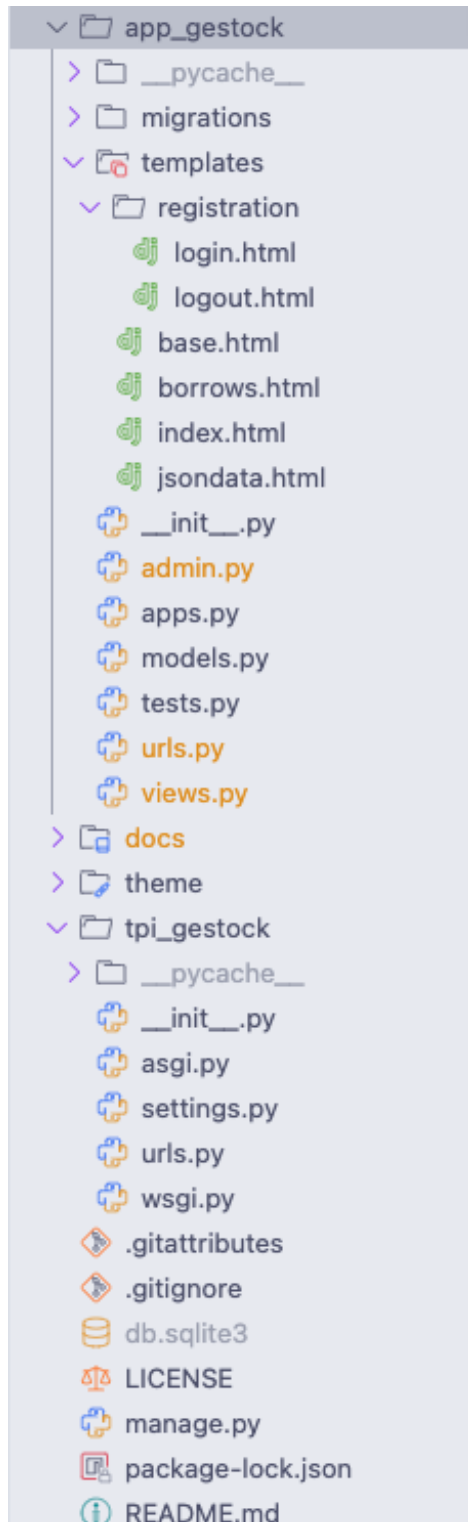 app_gestock
__pycache__
migrations
templates
registration
login.html
logout.html
base.html
borrows.html
index.html
jsondata.html
__init__.py
admin.py
apps.py
models.py
tests.py
urls.py
views.py
docs
theme
tpi_gestock
__pycache__
__init__.py
asgi.py
settings.py
urls.py
wsgi.py
.gitattributes
.gitignore
db.sqlite3
LICENSE
manage.py
package-lock.json
README.md